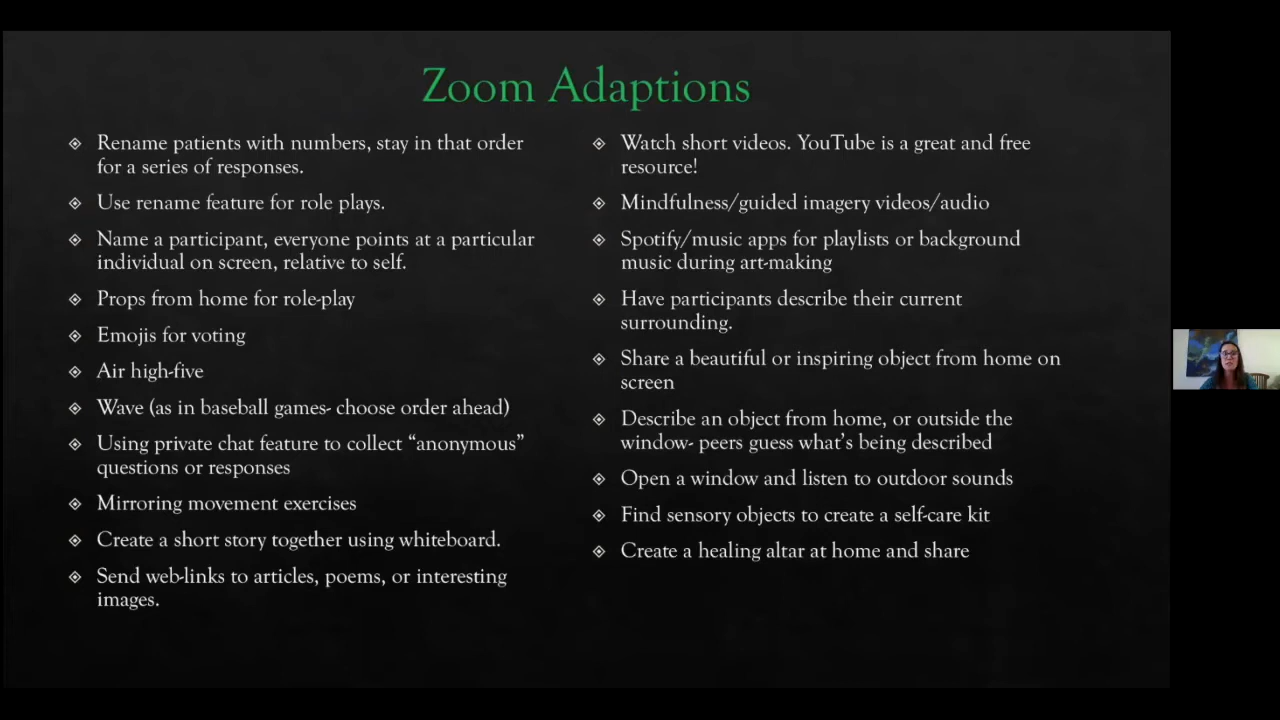 Zoom Adaptions
Rename patients with numbers, stay in that order
for a series of responses.
Use rename feature for role plays.
Name a participant, everyone points at a particular
individual on screen, relative to self.
Props from home for role-play
Emojis for voting
Air high-five
Wave (as in baseball games- choose order ahead)
Using private chat feature to collect “anonymous”
questions or responses
Mirroring movement exercises
Create a short story together using whiteboard.
Send web-links to articles, poems, or interesting
images.
Watch short videos. YouTube is a great and free
resource!
Mindfulness/guided imagery videos/audio
Spotify/music apps for playlists or background
music during art-making
Have participants describe their current
surrounding.
Share a beautiful or inspiring object from home on
screen
Describe an object from home, or outside the
window- peers guess what’s being described
Open a window and listen to outdoor sounds
Find sensory objects to create a self-care kit
Create a healing altar at home and share